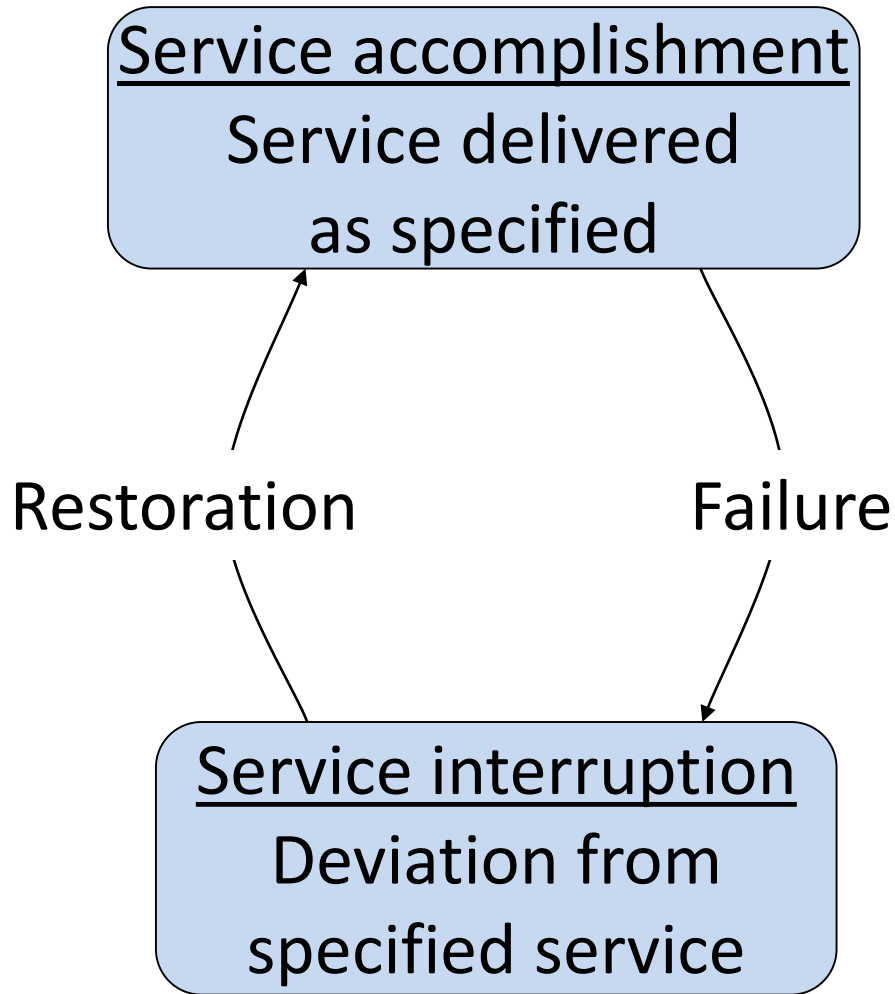 Service accomplishment
Service delivered
as specified
Restoration
Failure
Service interruption
Deviation from
specified service